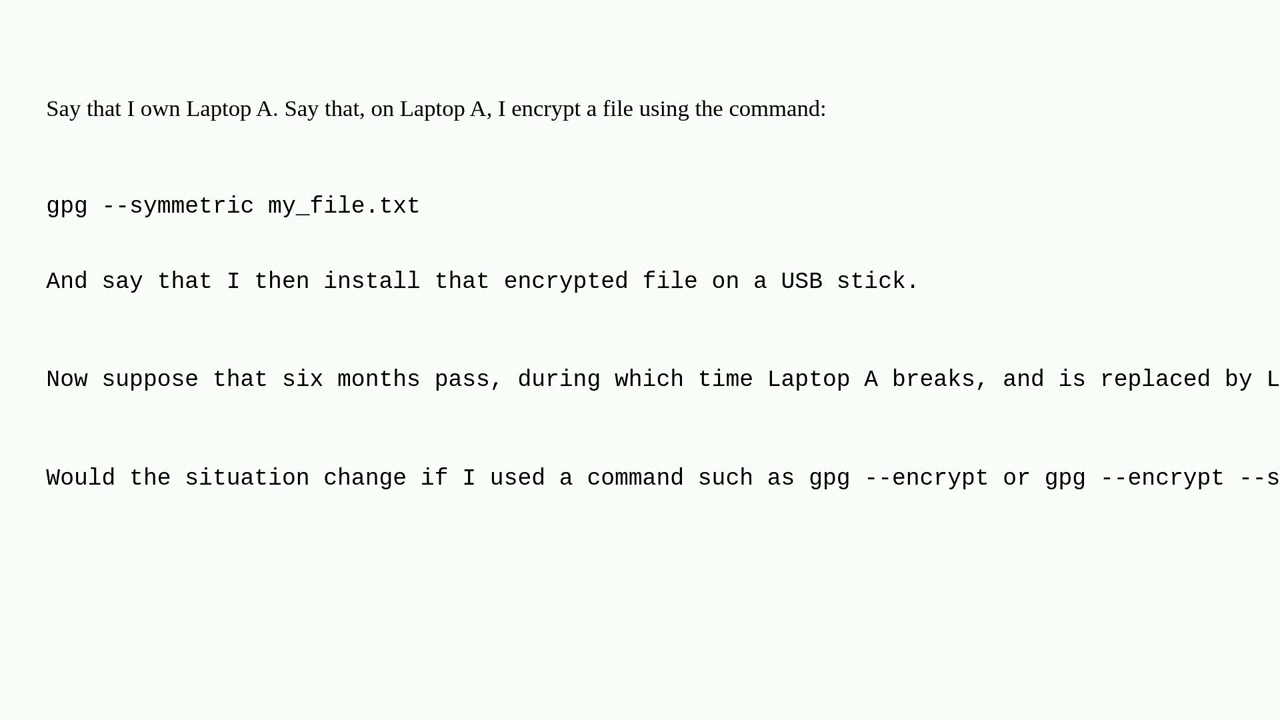 Say that I own Laptop A. Say that, on Laptop A, I encrypt a file using the command:
gpg --symmetric my_file.txt
And say that I then install that encrypted file on a USB stick.
Now suppose that six months pass, during which time Laptop A breaks, and is replaced by L
Would the situation change if I used a command such as gpg --encrypt or gpg --encrypt --s